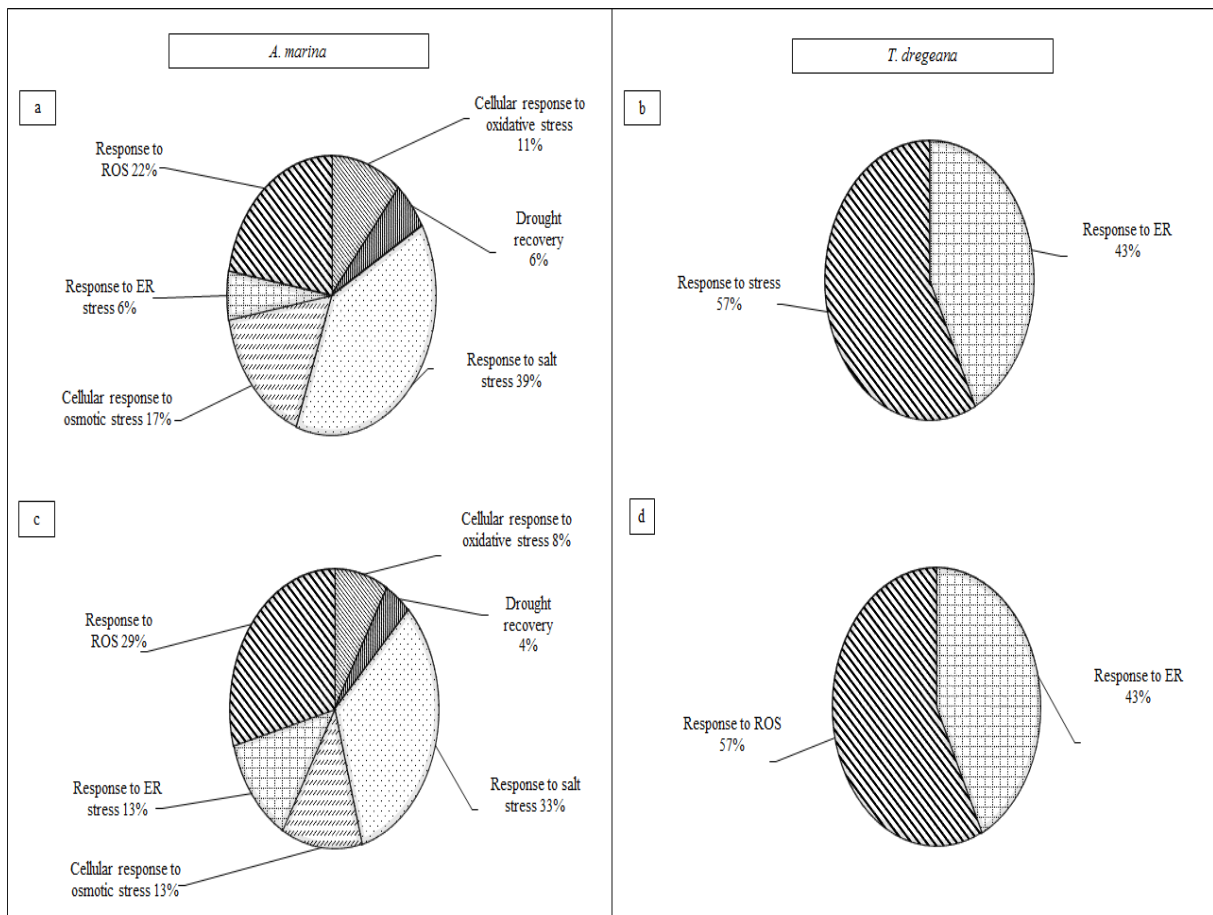 A. marina
T. dregeana
a
Cellular response to
oxidative stress
11%
Response to
ROS 22%
Drought
recovery
6%
Response to ER
stress 6%
Response to salt
stress 39%
Cellular response to
osmotic stress 17%
b
Response to ER
43%
Response to stress
57%
c
Cellular response to
oxidative stress 8%
Drought
recovery
4%
Response to
ROS 29%
Response to salt
stress 33%
Response to ER
stress 13%
Cellular response to
osmotic stress 13%
d
Response to ER
43%
Response to ROS
57%